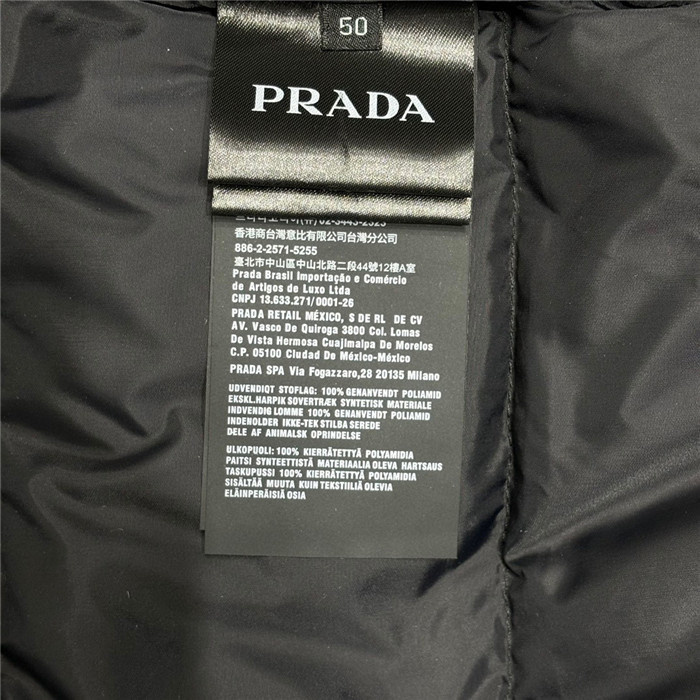 50
PRADA
02-3443-2323
香港商台灣意比有限公司台灣分公司
886-2-2571-5255
臺北市中山區中山北路二段44號12樓A室
Prada Brasil Importação e Comércio
de Artigos de Luxo Ltda
CNPJ 13.633.271/0001-26
PRADA RETAIL MÉXICO, S DE RL DE CV
AV. Vasco De Quiroga 3800 Col. Lomas
De Vista Hermosa Cuajimalpa De Morelos
C.P. 05100 Ciudad De México-México
PRADA SPA Via Fogazzaro,28 20135 Milano
UDVENDIQT STOFLAG: 100% GENANVENDT POLIAMID
EKSKL.HARPIK SOVERTRÆK SYNTETISK MATERIALE
INDVENDIG LOMME 100% GENANVENDT POLIAMID
INDENOLDER IKKE-TEK STILBA SEREDE
DELE AF ANIMALSK OPRINDELSE
ULKOPUOLI: 100% KIERRÄTETTYÄ POLYAMIDIA
PAITSI SYNTEETTISTÄ MATERIAALIA OLEVA HARTSAUS
TASKUPUSSI 100% KIERRÄTETTYÄ POLYAMIDIA
SISÄLTÄÄ MUUTA KUIN TEKSTIILIÄ OLEVIA
ELÄINPERÄISIÄ OSIA